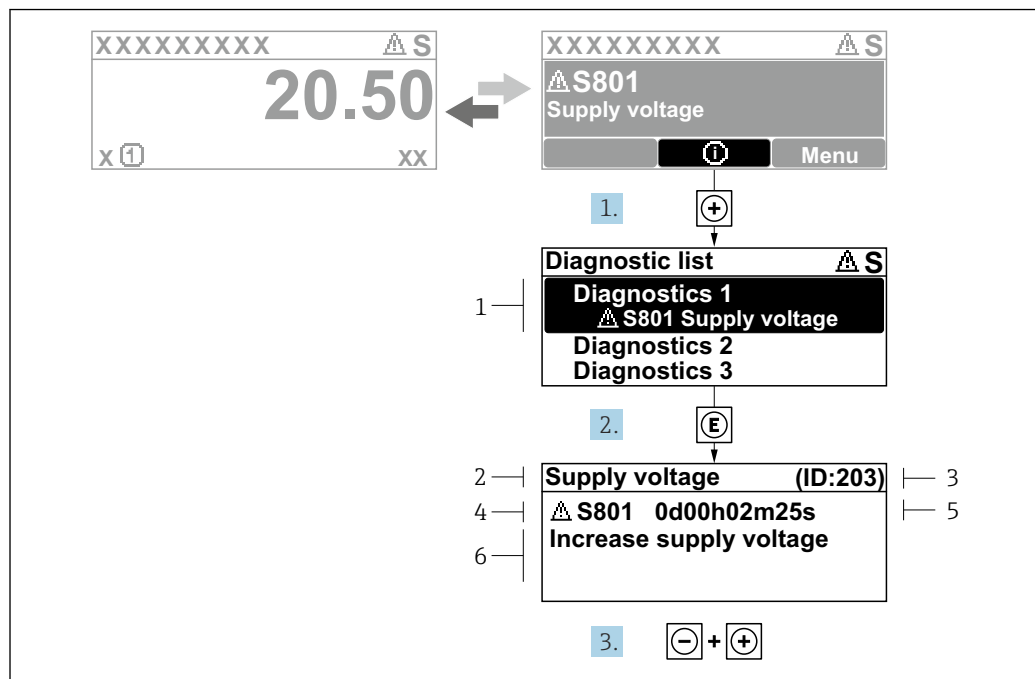 XXXXXXXXX ⚠ S
20.50
x ① xx
XXXXXXXXX ⚠ S
⚠ S801
Supply voltage
ⓘ Menu
1. +
Diagnostic list ⚠ S
1
Diagnostics 1
⚠ S801 Supply voltage
Diagnostics 2
Diagnostics 3
2. E
2 Supply voltage (ID:203) 3
4 ⚠ S801 0d00h02m25s 5
6 Increase supply voltage
3. - + +